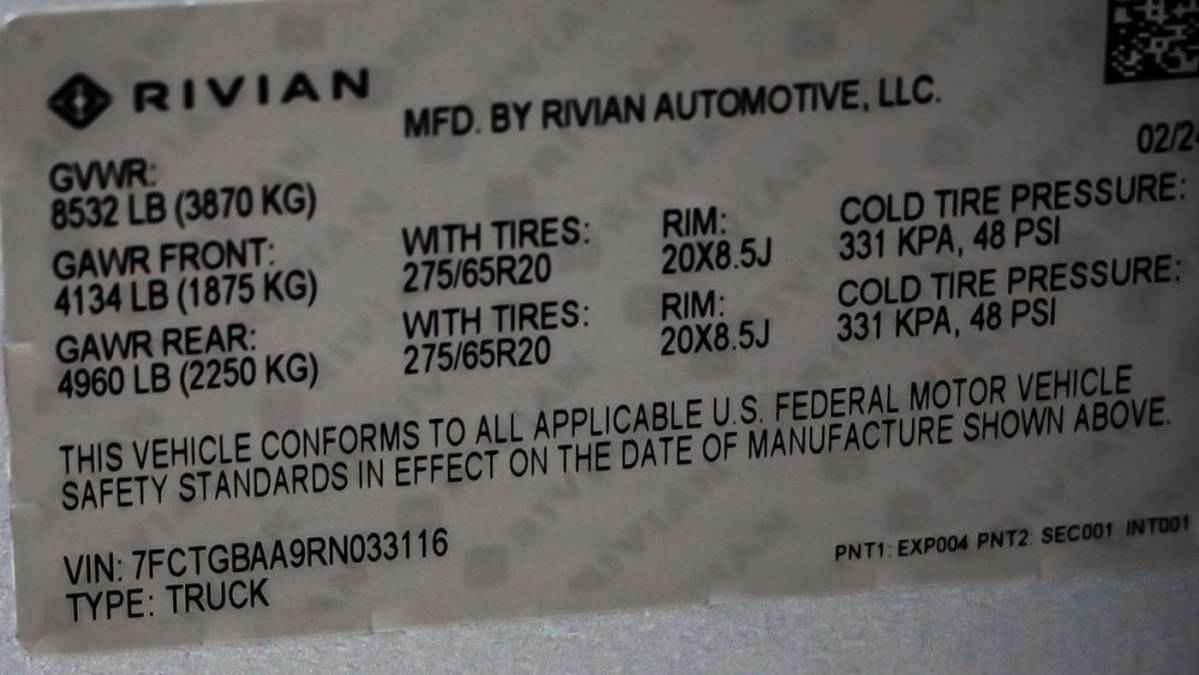 RIVIAN
MFD. BY RIVIAN AUTOMOTIVE, LLC.
02/24
GVWR:
8532 LB (3870 KG)
GAWR FRONT:
4134 LB (1875 KG)
WITH TIRES:
275/65R20
RIM:
20X8.5J
COLD TIRE PRESSURE:
331 KPA, 48 PSI
GAWR REAR:
4960 LB (2250 KG)
WITH TIRES:
275/65R20
RIM:
20X8.5J
COLD TIRE PRESSURE:
331 KPA, 48 PSI
THIS VEHICLE CONFORMS TO ALL APPLICABLE U.S. FEDERAL MOTOR VEHICLE
SAFETY STANDARDS IN EFFECT ON THE DATE OF MANUFACTURE SHOWN ABOVE.
VIN: 7FCTGBAA9RN033116
TYPE: TRUCK
PNT1: EXP004 PNT2: SEC001 INT001